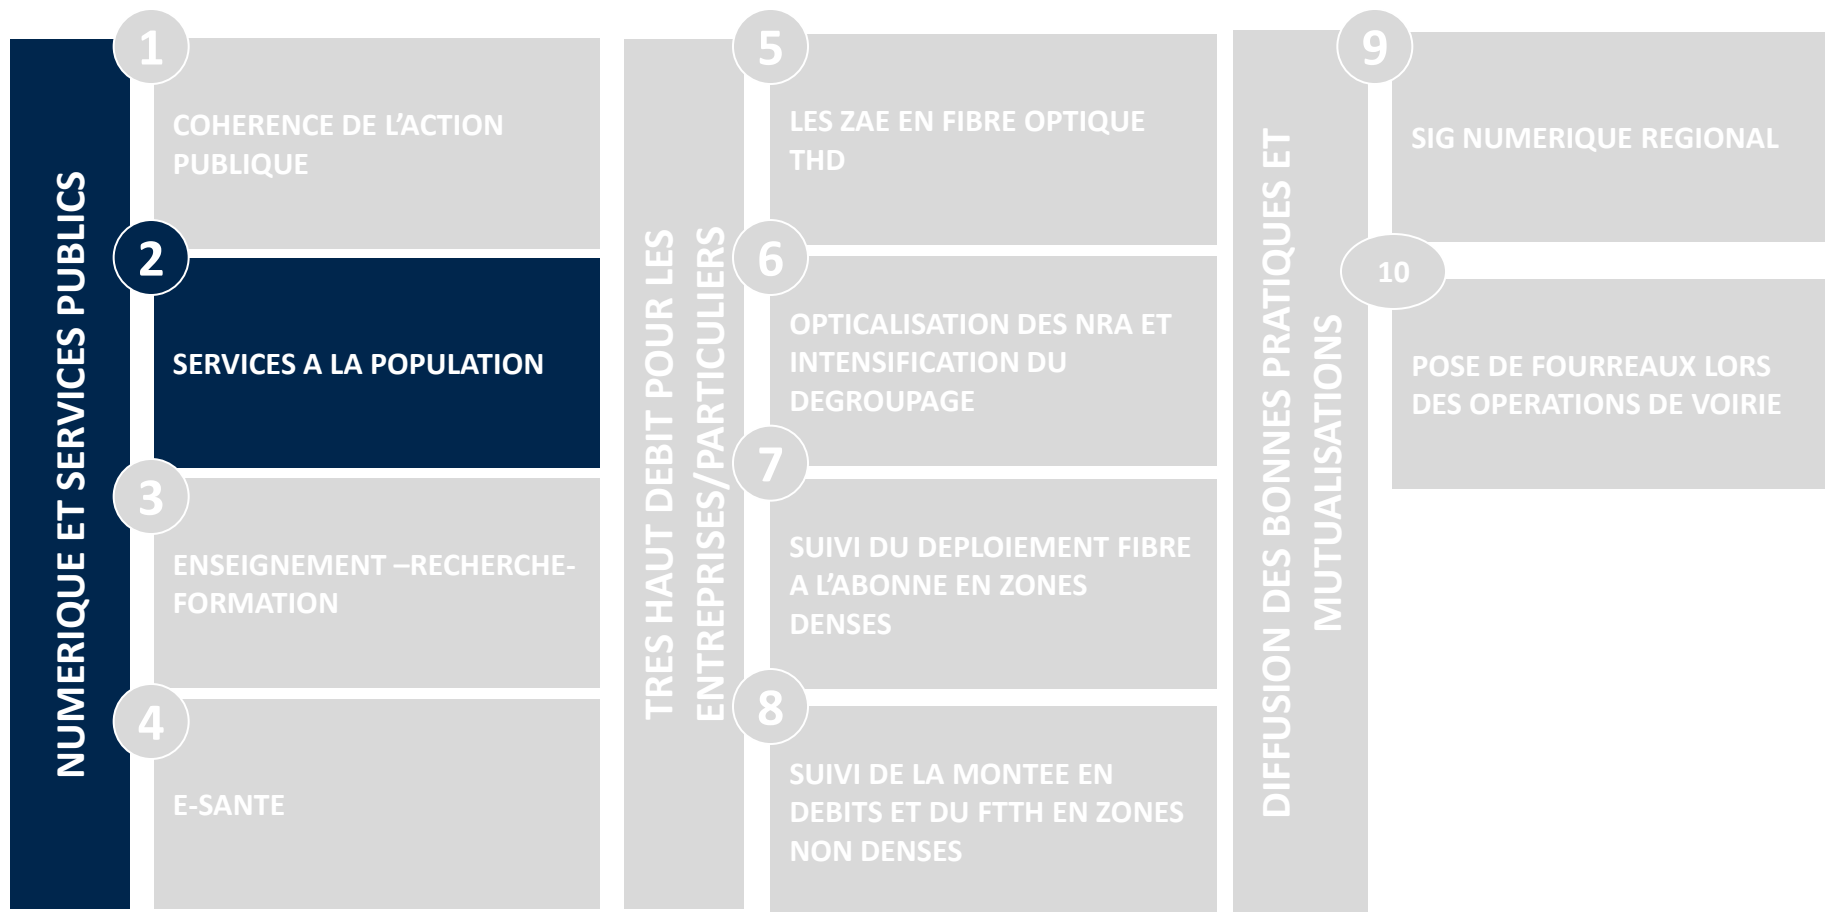 NUMERIQUE ET SERVICES PUBLICS
1
COHERENCE DE L’ACTION
PUBLIQUE
2
SERVICES A LA POPULATION
3
ENSEIGNEMENT –RECHERCHE-
FORMATION
4
E-SANTE
TRES HAUT DEBIT POUR LES
ENTREPRISES/PARTICULIERS
5
LES ZAE EN FIBRE OPTIQUE
THD
6
OPTICALISATION DES NRA ET
INTENSIFICATION DU
DEGROUPAGE
7
SUIVI DU DEPLOIEMENT FIBRE
A L’ABONNE EN ZONES
DENSES
8
SUIVI DE LA MONTEE EN
DEBITS ET DU FTTH EN ZONES
NON DENSES
DIFFUSION DES BONNES PRATIQUES ET
MUTUALISATIONS
9
SIG NUMERIQUE REGIONAL
10
POSE DE FOURREAUX LORS
DES OPERATIONS DE VOIRIE